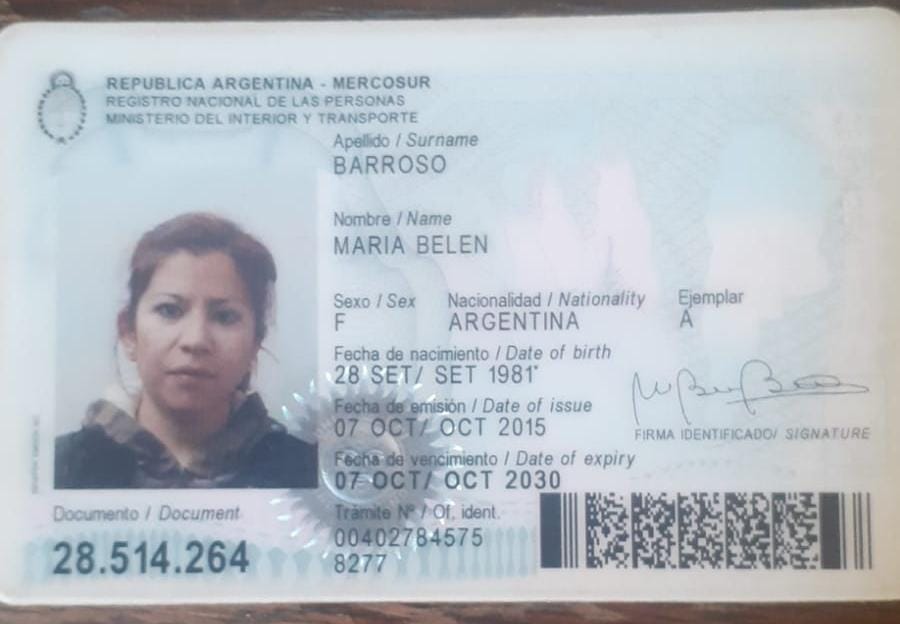 REPUBLICA ARGENTINA - MERCOSUR
REGISTRO NACIONAL DE LAS PERSONAS
MINISTERIO DEL INTERIOR Y TRANSPORTE
Apellido / Surname
BARROSO
Nombre / Name
MARIA BELEN
Sexo / Sex Nacionalidad / Nationality Ejemplar
F ARGENTINA A
Fecha de nacimiento / Date of birth
28 SET/ SET 1981
Fecha de emisión / Date of issue
07 OCT/ OCT 2015
FIRMA IDENTIFICADO/ SIGNATURE
Fecha de vencimiento / Date of expiry
07 OCT/ OCT 2030
Documento / Document
28.514.264
Trámite Nº / Of. ident.
00402784575
8277